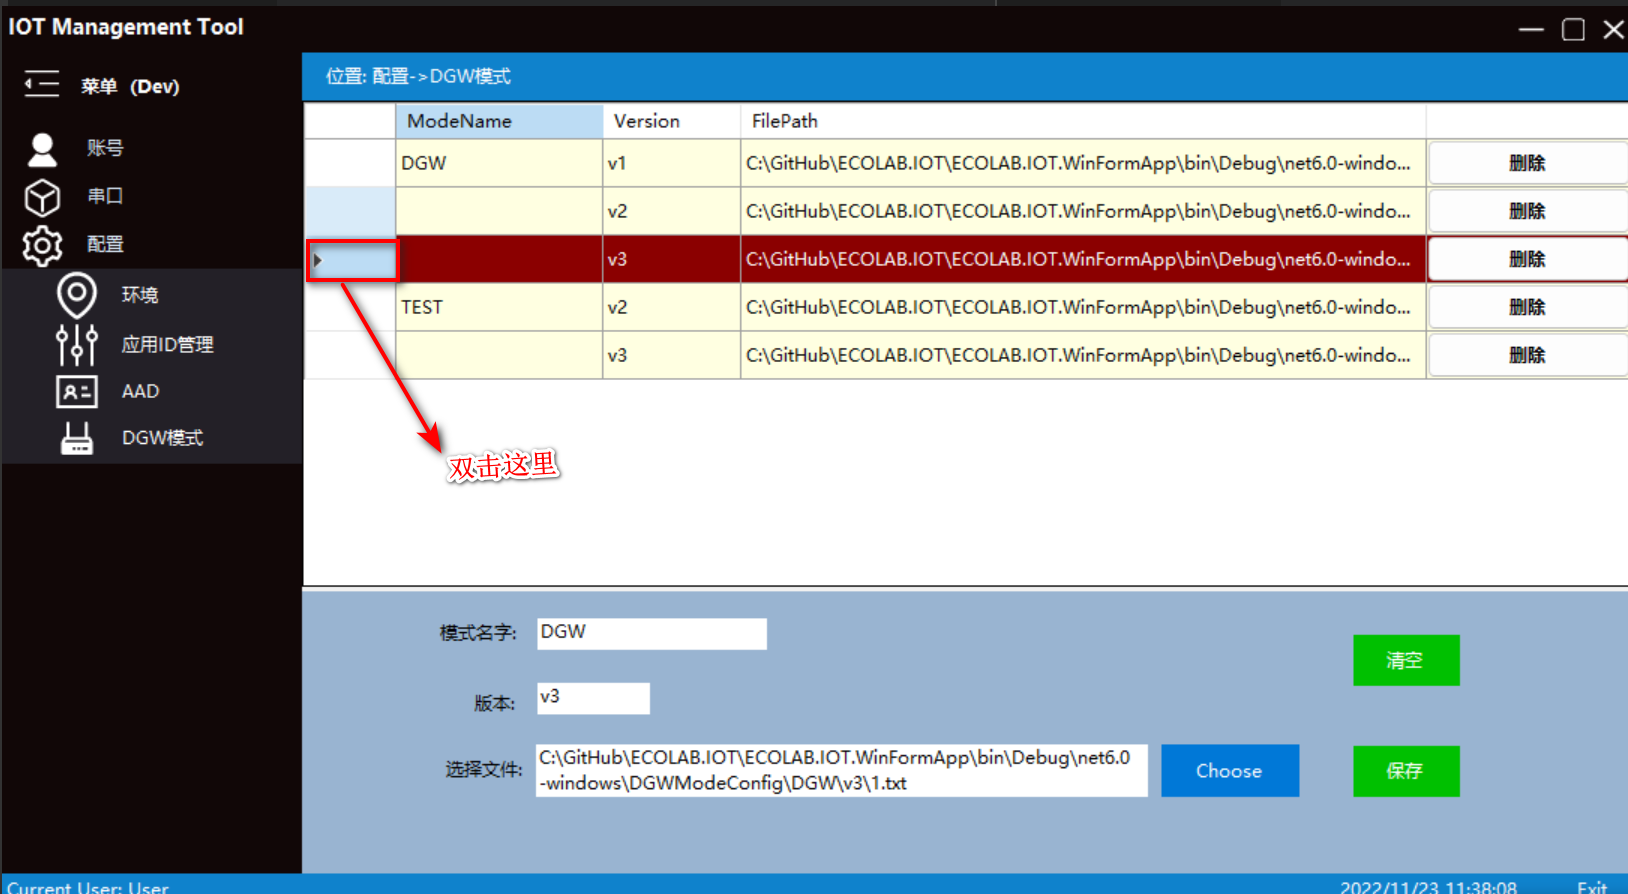 IOT Management Tool
菜单 (Dev)
位置: 配置->DGW模式
账号
串口
配置
环境
应用ID管理
AAD
DGW模式
ModeName Version FilePath
DGW v1 C:\GitHub\ECOLAB.IOT\ECOLAB.IOT.WinFormApp\bin\Debug\net6.0-windo... 删除
v2 C:\GitHub\ECOLAB.IOT\ECOLAB.IOT.WinFormApp\bin\Debug\net6.0-windo... 删除
v3 C:\GitHub\ECOLAB.IOT\ECOLAB.IOT.WinFormApp\bin\Debug\net6.0-windo... 删除
TEST v2 C:\GitHub\ECOLAB.IOT\ECOLAB.IOT.WinFormApp\bin\Debug\net6.0-windo... 删除
v3 C:\GitHub\ECOLAB.IOT\ECOLAB.IOT.WinFormApp\bin\Debug\net6.0-windo... 删除
双击这里
模式名字: DGW
清空
版本: v3
选择文件: C:\GitHub\ECOLAB.IOT\ECOLAB.IOT.WinFormApp\bin\Debug\net6.0
-windows\DGWModeConfig\DGW\v3\1.txt
Choose
保存
Current User: User 2022/11/23 11:38:08 Exit